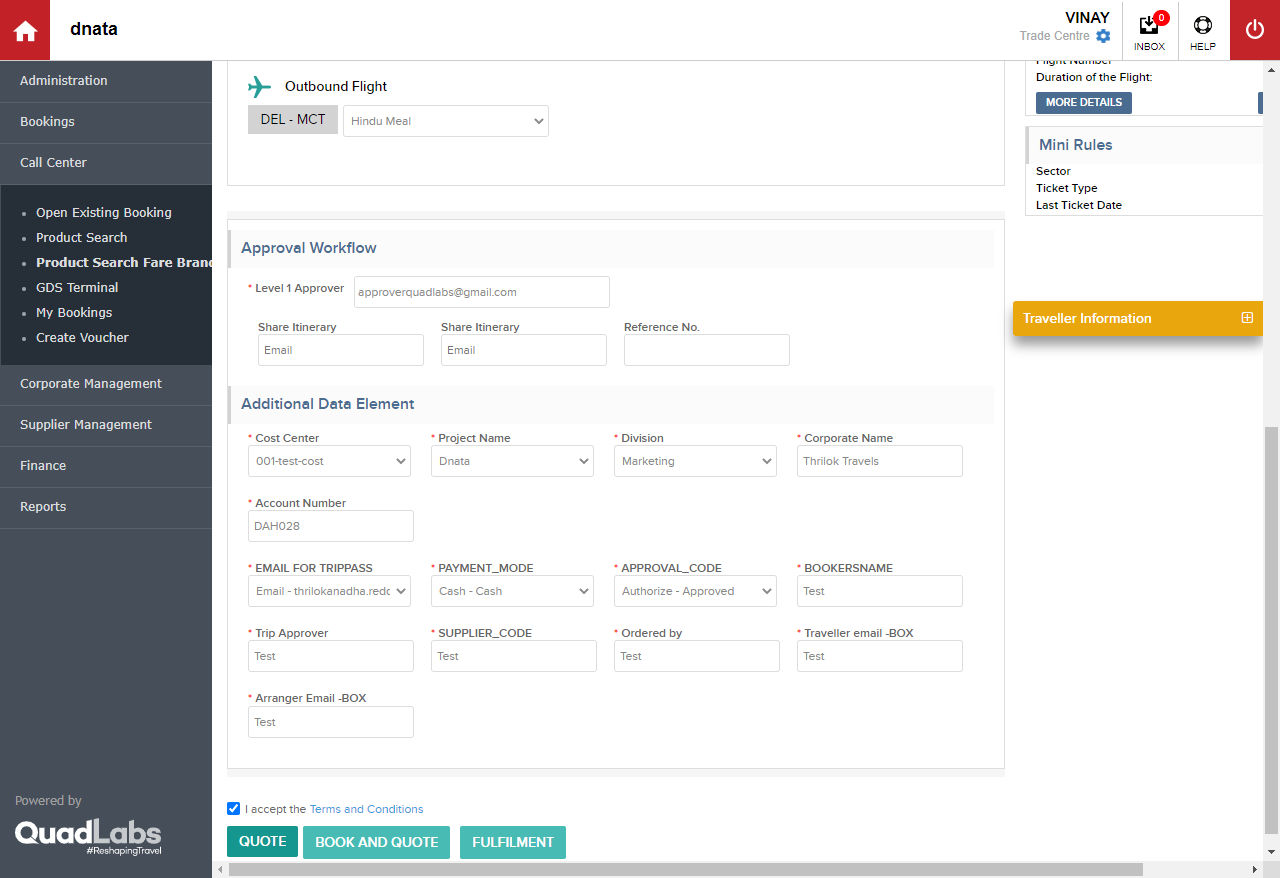 dnata
VINAY
Trade Centre
0
INBOX
HELP
Administration
Bookings
Call Center
Open Existing Booking
Product Search
Product Search Fare Brand
GDS Terminal
My Bookings
Create Voucher
Corporate Management
Supplier Management
Finance
Reports
Powered by
QuadLabs
#ReshapingTravel
Outbound Flight
DEL - MCT
Hindu Meal
Approval Workflow
* Level 1 Approver
approverquadlabs@gmail.com
Share Itinerary Share Itinerary Reference No.
Email Email
Additional Data Element
* Cost Center * Project Name * Division * Corporate Name
001-test-cost Dnata Marketing Thrilok Travels
* Account Number
DAH028
* EMAIL FOR TRIPPASS * PAYMENT_MODE * APPROVAL_CODE * BOOKERSNAME
Email - thrilokanadha.redd Cash - Cash Authorize - Approved Test
* Trip Approver * SUPPLIER_CODE * Ordered by * Traveller email -BOX
Test Test Test Test
* Arranger Email -BOX
Test
I accept the Terms and Conditions
QUOTE BOOK AND QUOTE FULFILMENT
Flight Number
Duration of the Flight:
MORE DETAILS
Mini Rules
Sector
Ticket Type
Last Ticket Date
Traveller Information